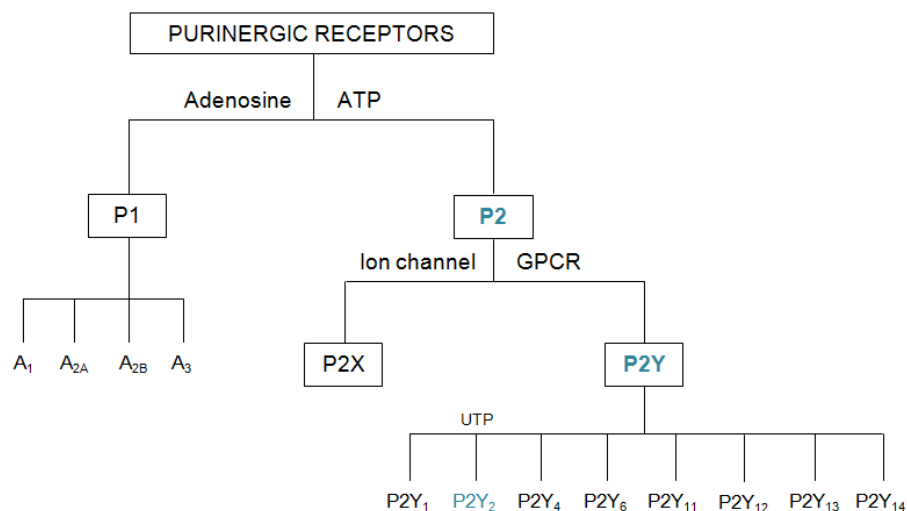 PURINERGIC RECEPTORS
Adenosine ATP
P1 P2
Ion channel GPCR
A₁ A₂A A₂B A₃ P2X P2Y
UTP
P2Y₁ P2Y₂ P2Y₄ P2Y₆ P2Y₁₁ P2Y₁₂ P2Y₁₃ P2Y₁₄